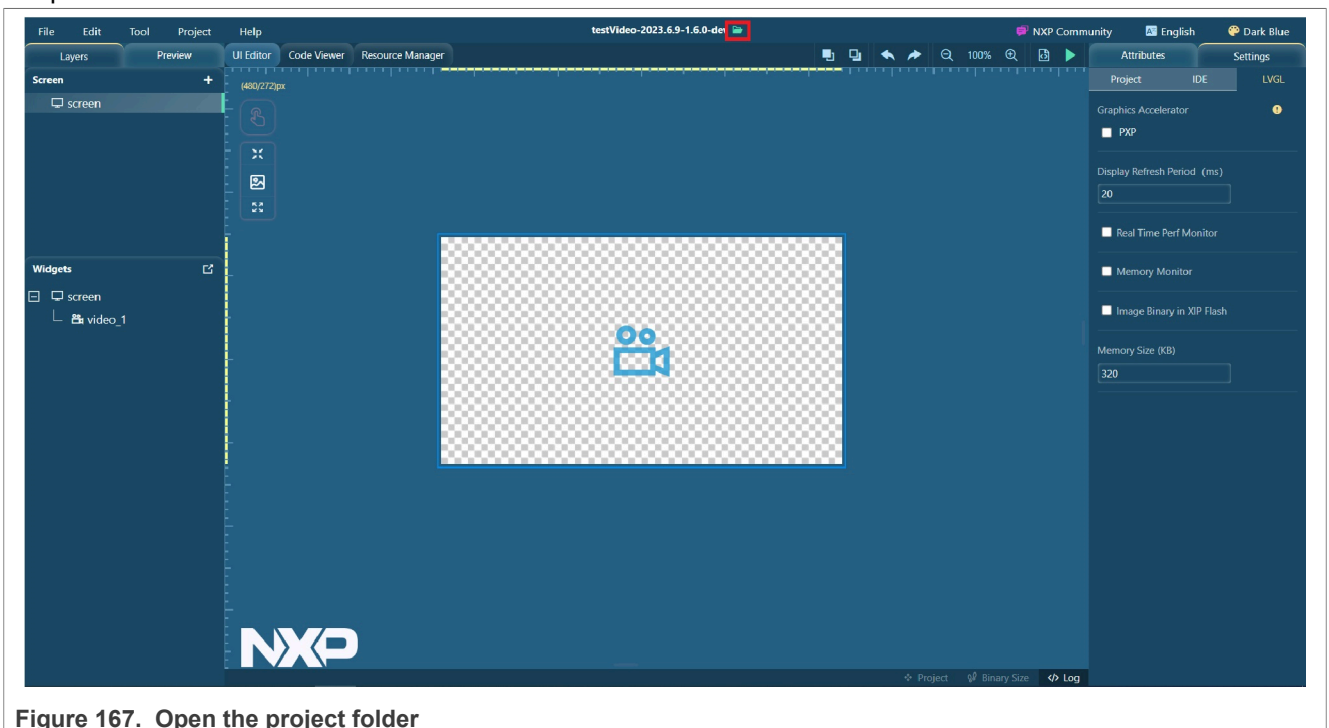 File Edit Tool Project Help testVideo-2023.6.9-1.6.0-de NXP Community English Dark Blue
Layers Preview UI Editor Code Viewer Resource Manager 100% Attributes Settings
Screen + Project IDE LVGL
screen
(480/272)px
Graphics Accelerator
PXP
Display Refresh Period (ms)
20
Real Time Perf Monitor
Widgets
Memory Monitor
screen
video_1
Image Binary in XIP Flash
Memory Size (KB)
320
NXP
Project Binary Size </> Log
Figure 167. Open the project folder